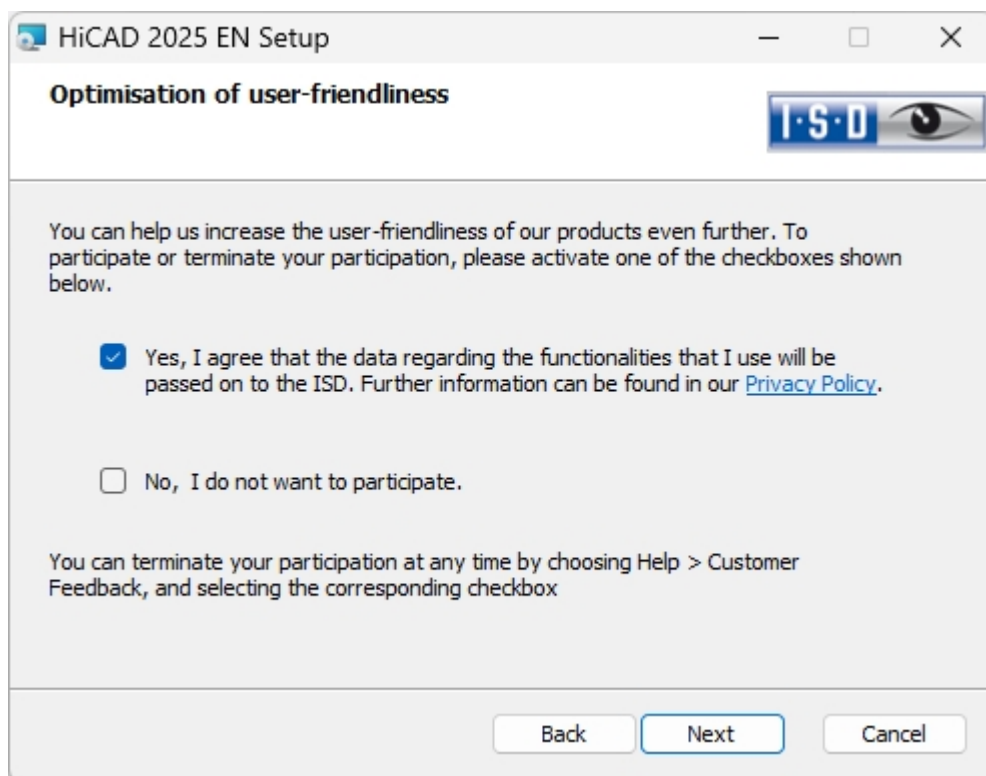 HiCAD 2025 EN Setup
Optimisation of user-friendliness
I·S·D
You can help us increase the user-friendliness of our products even further. To
participate or terminate your participation, please activate one of the checkboxes shown
below.
Yes, I agree that the data regarding the functionalities that I use will be
passed on to the ISD. Further information can be found in our Privacy Policy.
No, I do not want to participate.
You can terminate your participation at any time by choosing Help > Customer
Feedback, and selecting the corresponding checkbox
Back Next Cancel